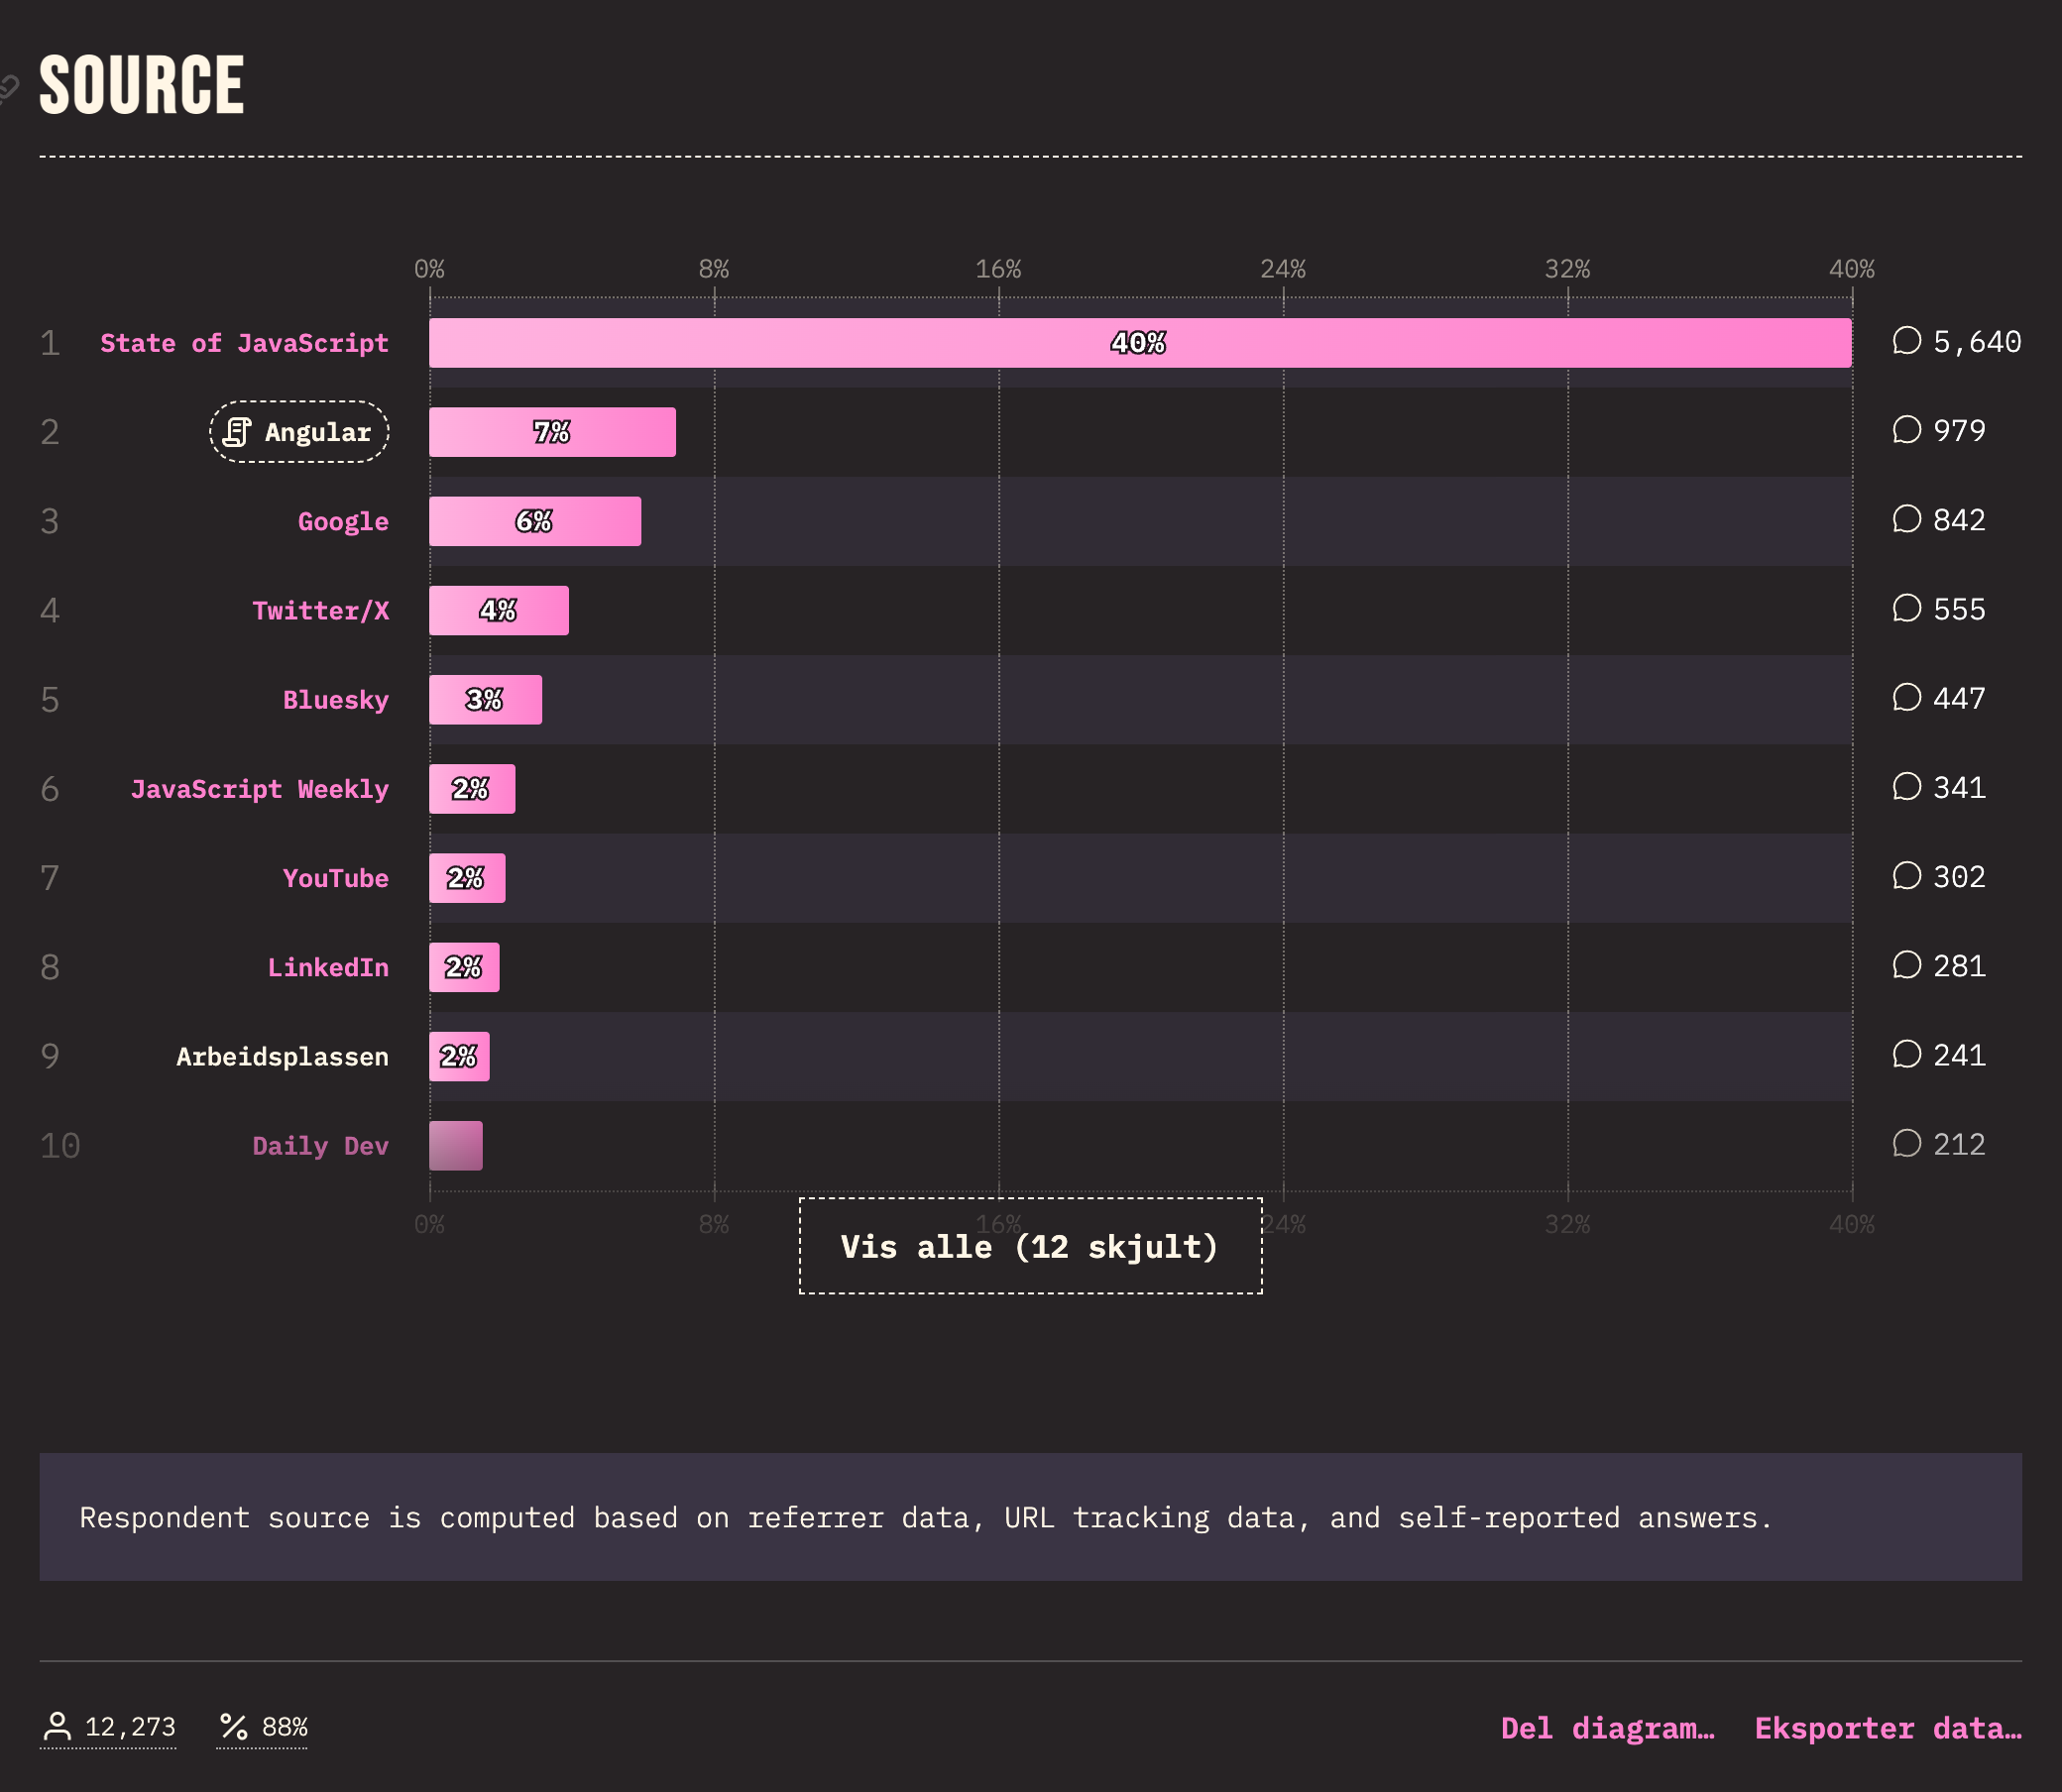 SOURCE
0% 8% 16% 24% 32% 40%
1 State of JavaScript 40% 5,640
2 Angular 7% 979
3 Google 6% 842
4 Twitter/X 4% 555
5 Bluesky 3% 447
6 JavaScript Weekly 2% 341
7 YouTube 2% 302
8 LinkedIn 2% 281
9 Arbeidsplassen 2% 241
10 Daily Dev 212
0% 8% 16% 24% 32% 40%
Vis alle (12 skjult)
Respondent source is computed based on referrer data, URL tracking data, and self-reported answers.
12,273 88% Del diagram… Eksporter data…